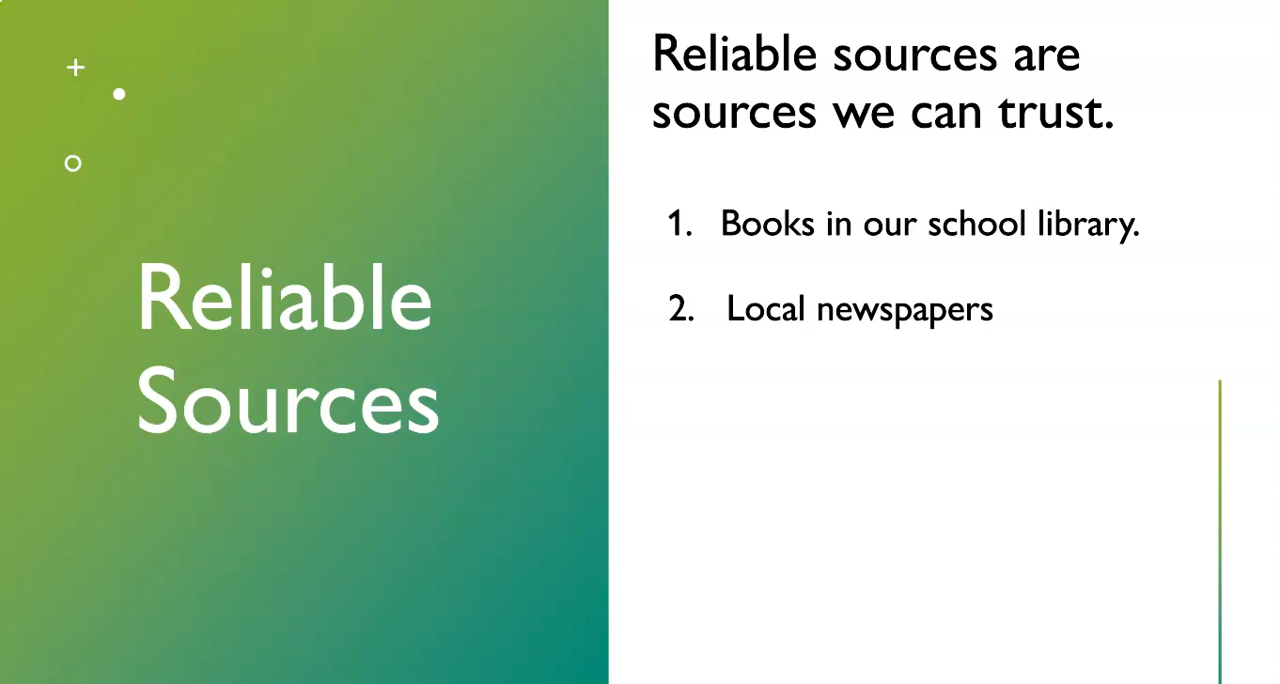 Reliable
Sources
Reliable sources are
sources we can trust.
1. Books in our school library.
2. Local newspapers